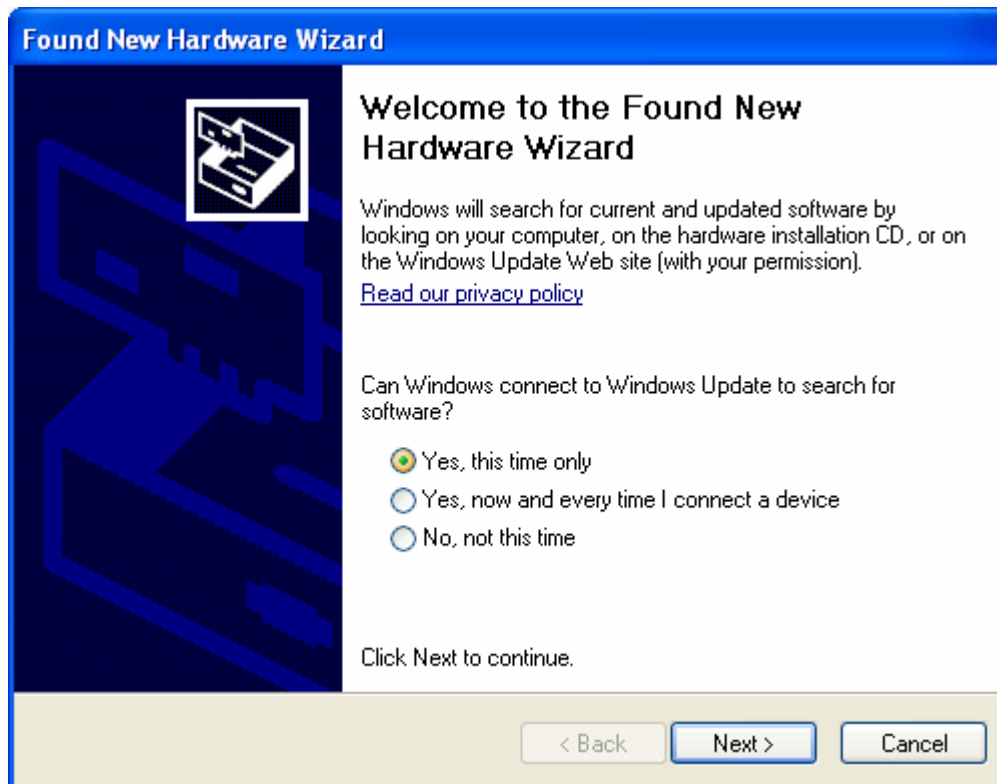 Found New Hardware Wizard
Welcome to the Found New
Hardware Wizard
Windows will search for current and updated software by
looking on your computer, on the hardware installation CD, or on
the Windows Update Web site (with your permission).
Read our privacy policy
Can Windows connect to Windows Update to search for
software?
Yes, this time only
Yes, now and every time I connect a device
No, not this time
Click Next to continue.
< Back
Next >
Cancel